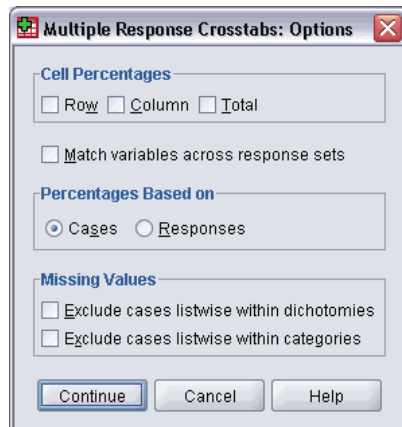 Multiple Response Crosstabs: Options
Cell Percentages
Row Column Total
Match variables across response sets
Percentages Based on
Cases Responses
Missing Values
Exclude cases listwise within dichotomies
Exclude cases listwise within categories
Continue Cancel Help